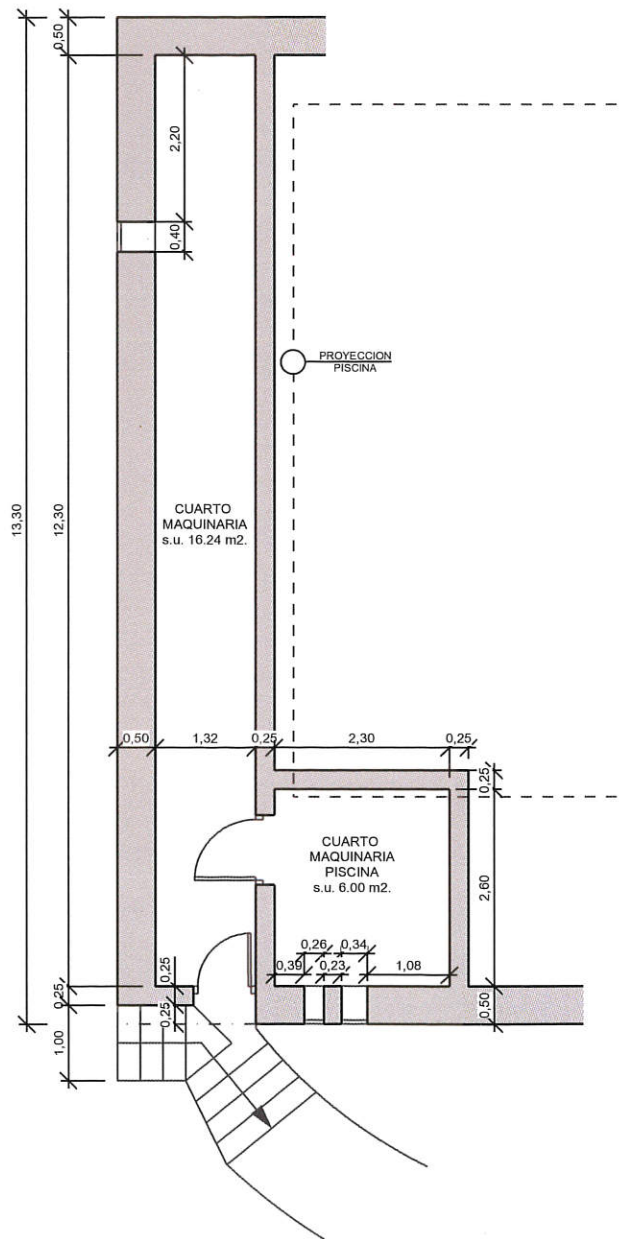 0,50
2,20
0,40
PROYECCION
PISCINA
13,30
12,30
CUARTO
MAQUINARIA
s.u. 16.24 m2.
0,50
1,32
0,25
2,30
0,25
0,25
CUARTO
MAQUINARIA
PISCINA
s.u. 6.00 m2.
2,60
0,26
0,34
0,39
0,23
1,08
0,25
0,25
0,25
0,50
1,00